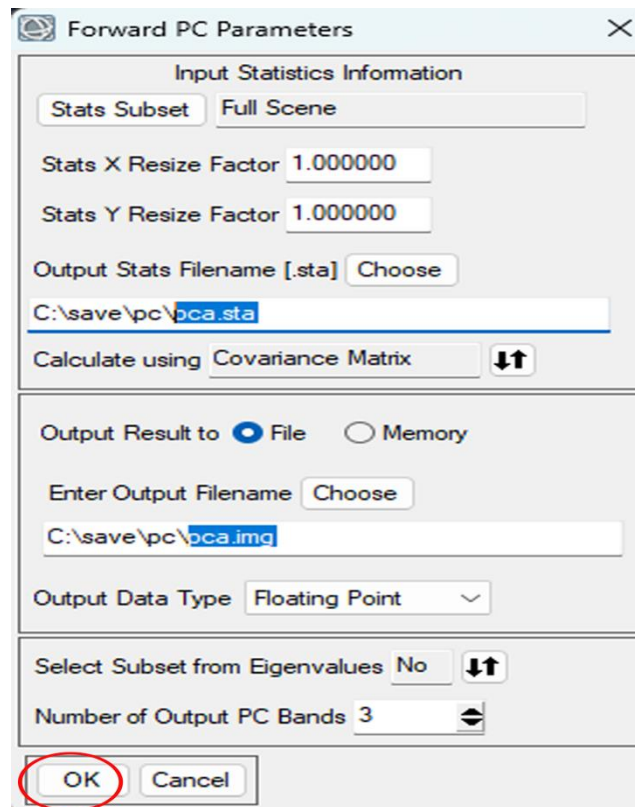 Forward PC Parameters
Input Statistics Information
Stats Subset Full Scene
Stats X Resize Factor 1.000000
Stats Y Resize Factor 1.000000
Output Stats Filename [.sta] Choose
C:\save\pc\pca.sta
Calculate using Covariance Matrix
Output Result to File Memory
Enter Output Filename Choose
C:\save\pc\pca.img
Output Data Type Floating Point
Select Subset from Eigenvalues No
Number of Output PC Bands 3
OK Cancel